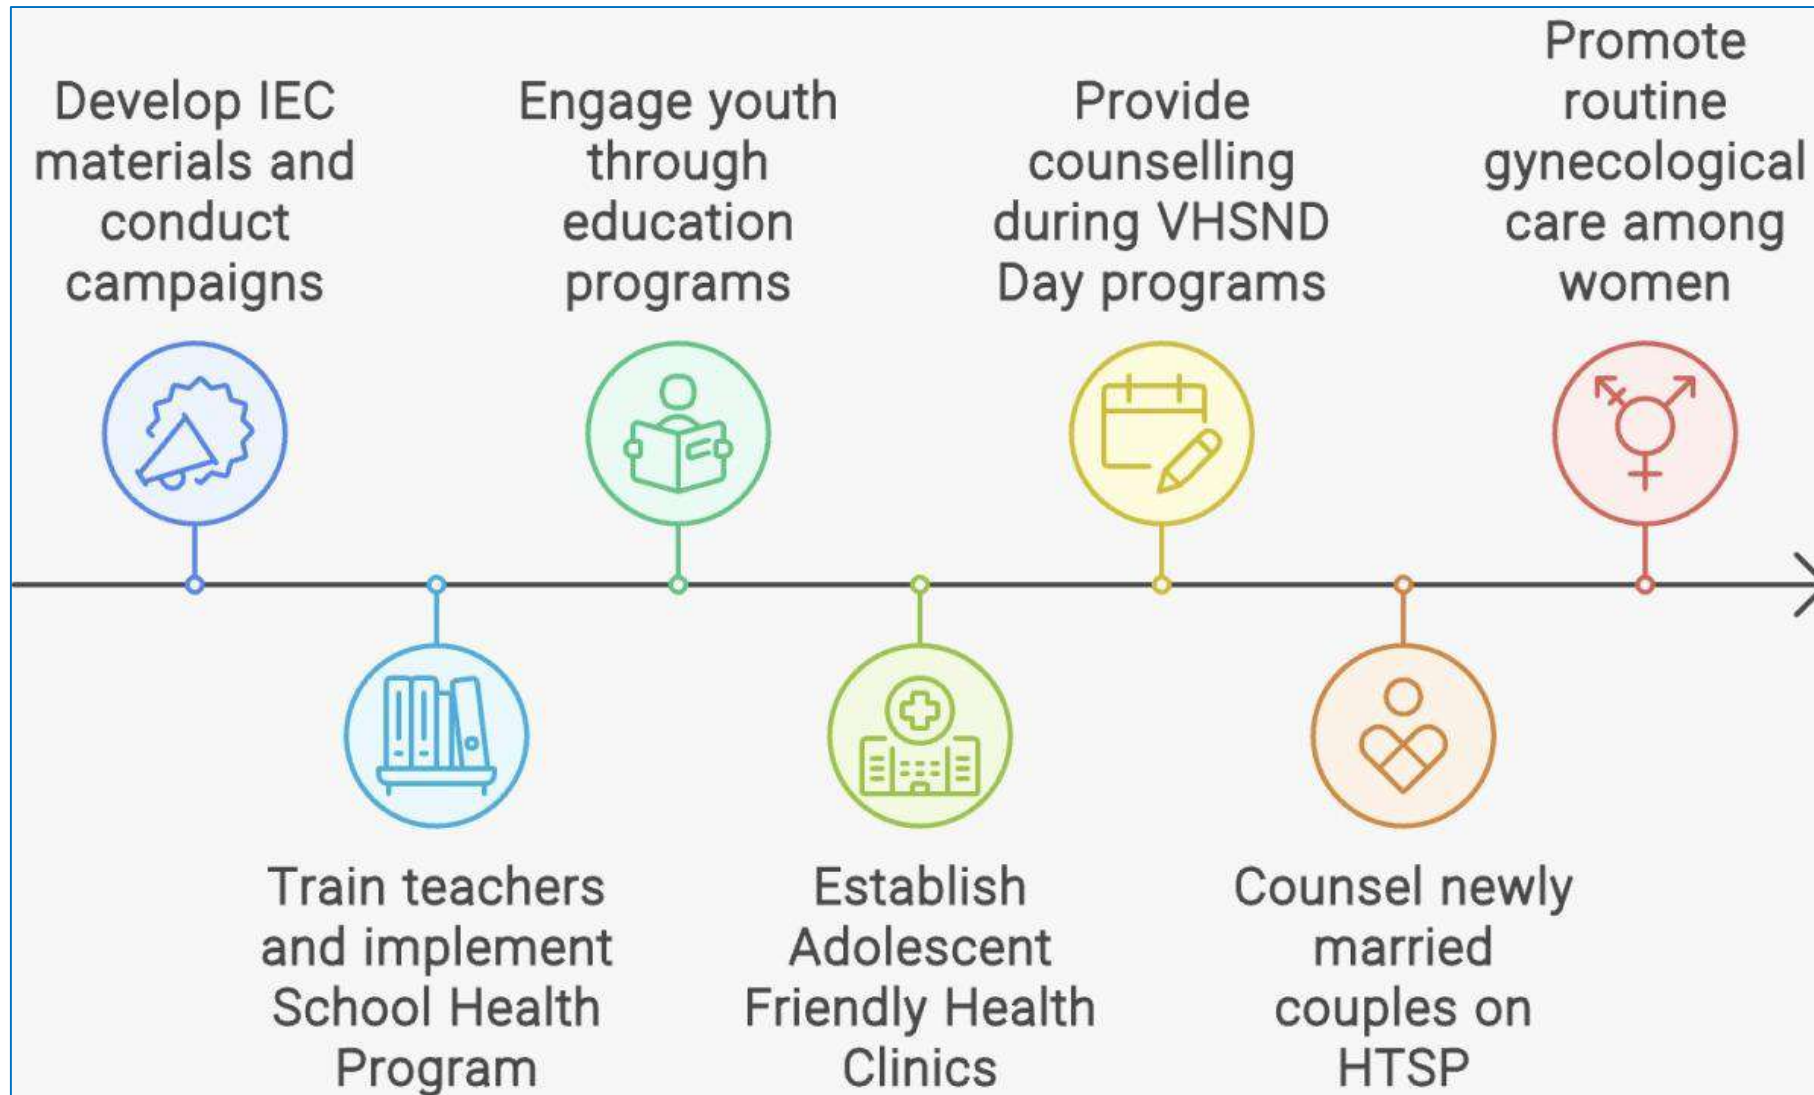 Develop IEC
materials and
conduct
campaigns
Train teachers
and implement
School Health
Program
Engage youth
through
education
programs
Establish
Adolescent
Friendly Health
Clinics
Provide
counselling
during VHSND
Day programs
Counsel newly
married
couples on
HTSP
Promote
routine
gynecological
care among
women